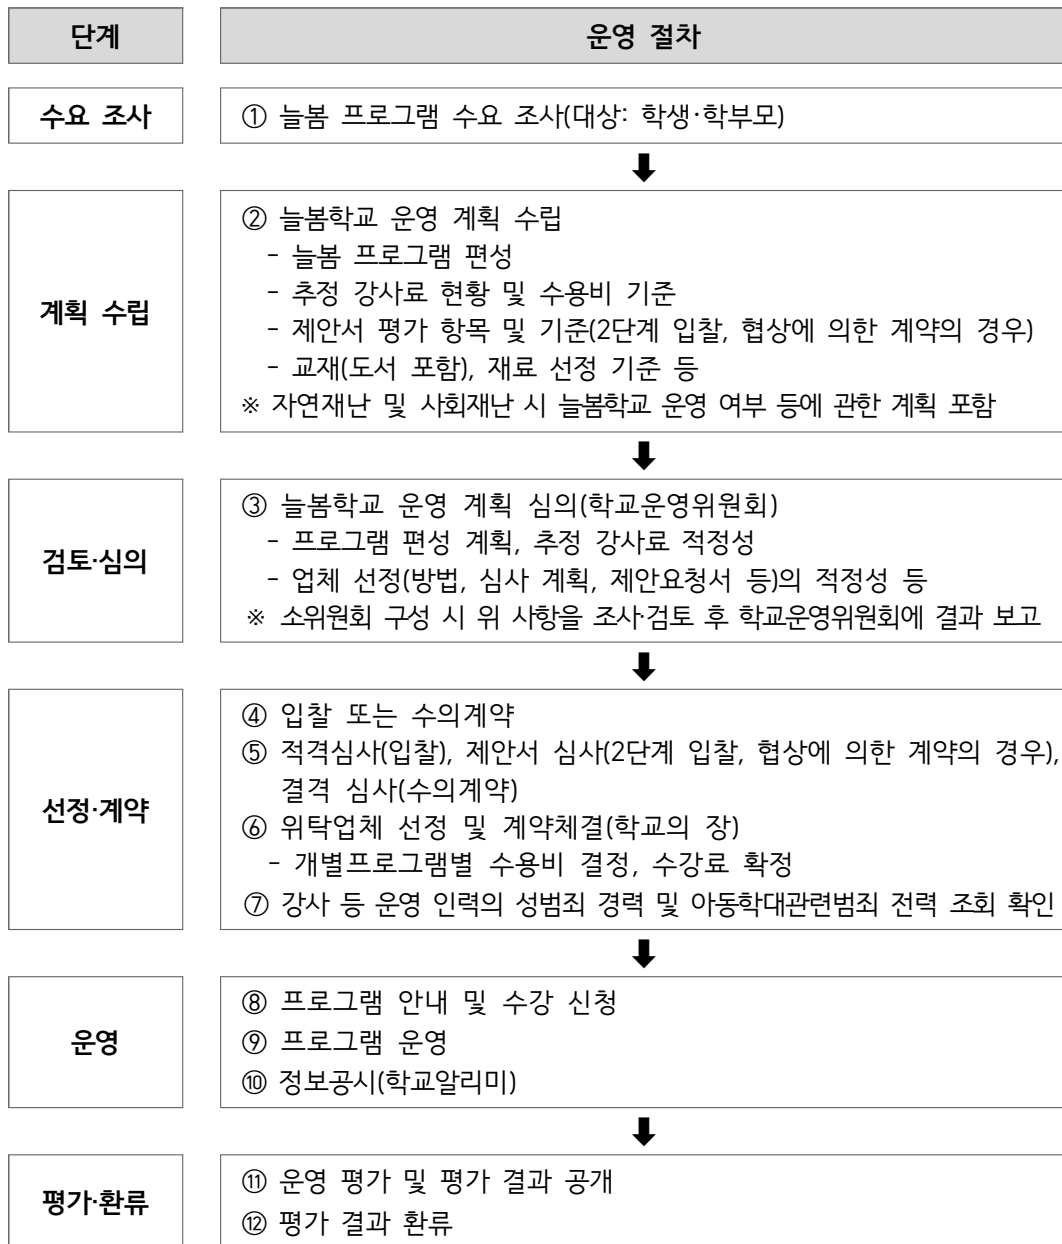 단계
운영 절차
수요 조사
① 늘봄 프로그램 수요 조사(대상: 학생·학부모)
계획 수립
② 늘봄학교 운영 계획 수립
- 늘봄 프로그램 편성
- 추정 강사료 현황 및 수용비 기준
- 제안서 평가 항목 및 기준(2단계 입찰, 협상에 의한 계약의 경우)
- 교재(도서 포함), 재료 선정 기준 등
※ 자연재난 및 사회재난 시 늘봄학교 운영 여부 등에 관한 계획 포함
검토·심의
③ 늘봄학교 운영 계획 심의(학교운영위원회)
- 프로그램 편성 계획, 추정 강사료 적정성
- 업체 선정(방법, 심사 계획, 제안요청서 등)의 적정성 등
※ 소위원회 구성 시 위 사항을 조사·검토 후 학교운영위원회에 결과 보고
선정·계약
④ 입찰 또는 수의계약
⑤ 적격심사(입찰), 제안서 심사(2단계 입찰, 협상에 의한 계약의 경우),
결격 심사(수의계약)
⑥ 위탁업체 선정 및 계약체결(학교의 장)
- 개별프로그램별 수용비 결정, 수강료 확정
⑦ 강사 등 운영 인력의 성범죄 경력 및 아동학대관련범죄 전력 조회 확인
운영
⑧ 프로그램 안내 및 수강 신청
⑨ 프로그램 운영
⑩ 정보공시(학교알리미)
평가·환류
⑪ 운영 평가 및 평가 결과 공개
⑫ 평가 결과 환류